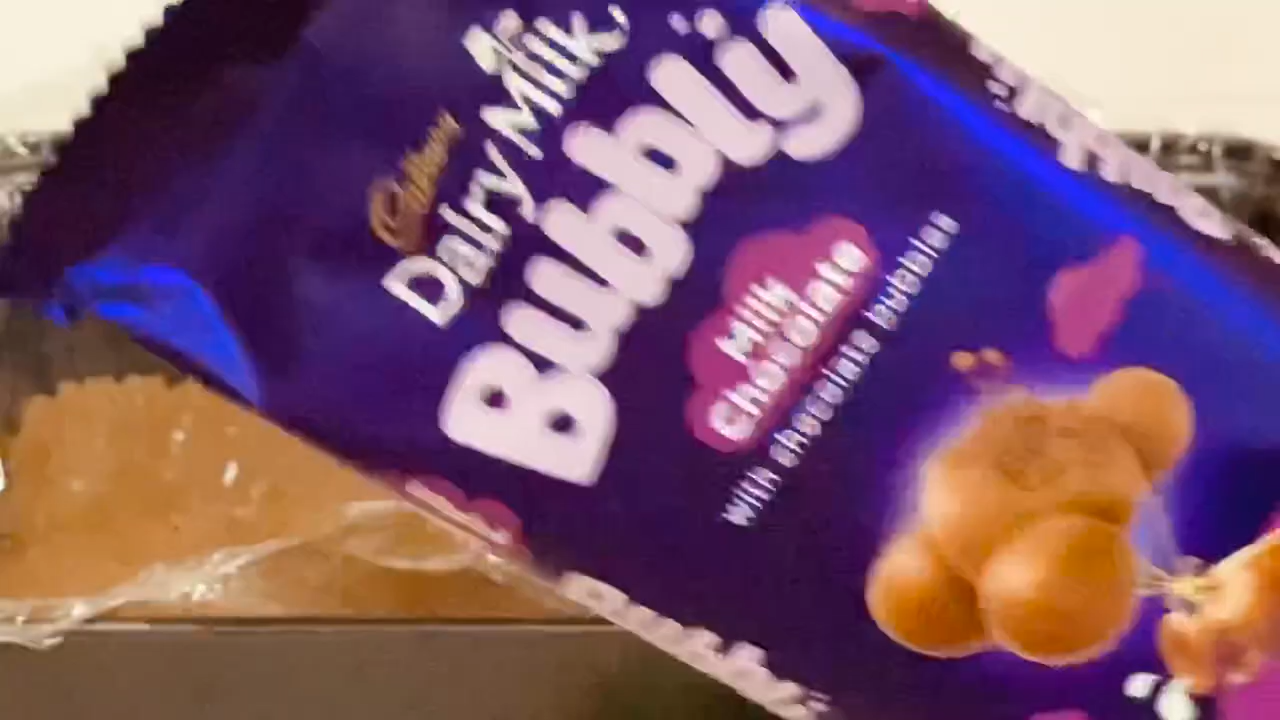 Cadbury
Dairy Milk
Bubbly
Milk
chocolate
with chocolate bubbles